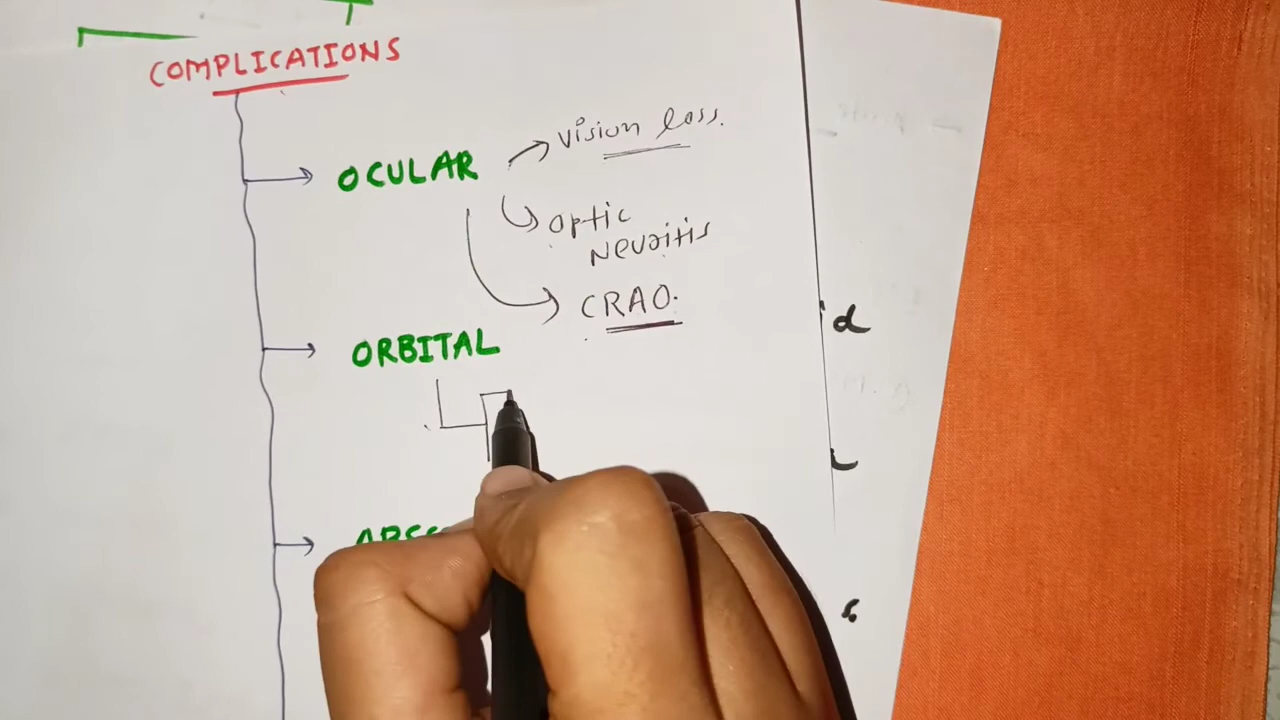 COMPLICATIONS
OCULAR
Vision loss.
Optic
Neuritis
CRAO.
ORBITAL